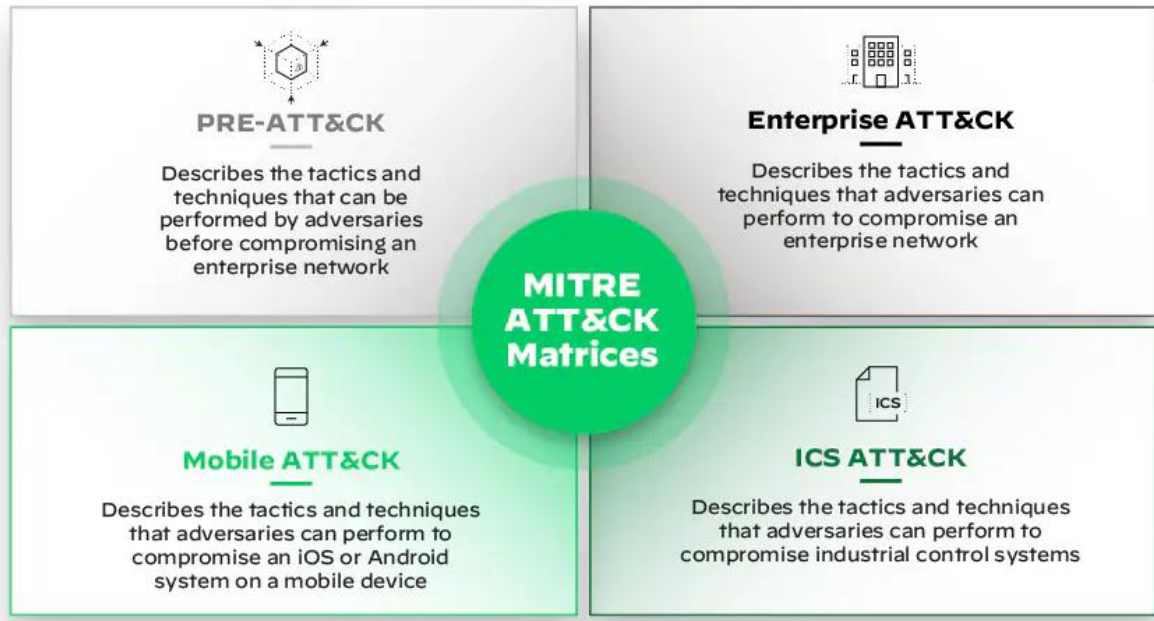 PRE-ATT&CK
Describes the tactics and
techniques that can be
performed by adversaries
before compromising an
enterprise network
Enterprise ATT&CK
Describes the tactics and
techniques that adversaries can
perform to compromise an
enterprise network
MITRE
ATT&CK
Matrices
Mobile ATT&CK
Describes the tactics and techniques
that adversaries can perform to
compromise an iOS or Android
system on a mobile device
ICS
ICS ATT&CK
Describes the tactics and techniques
that adversaries can perform to
compromise industrial control systems